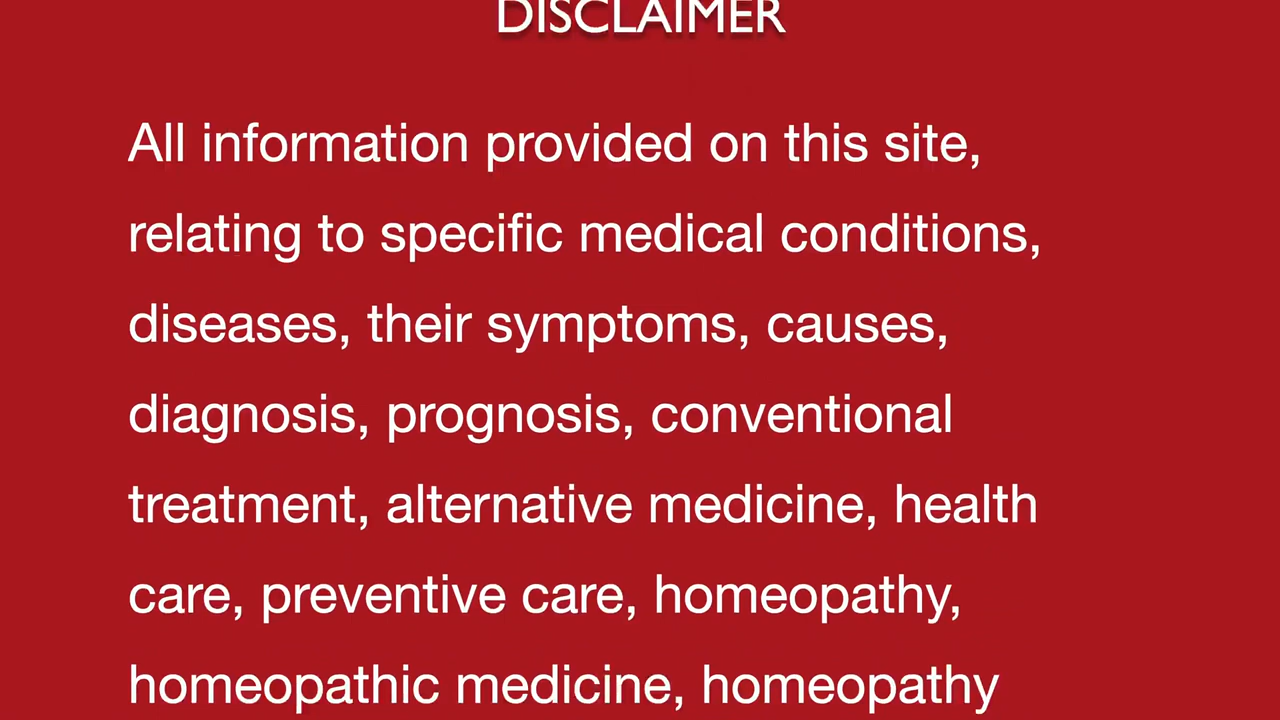 DISCLAIMER
All information provided on this site,
relating to specific medical conditions,
diseases, their symptoms, causes,
diagnosis, prognosis, conventional
treatment, alternative medicine, health
care, preventive care, homeopathy,
homeopathic medicine, homeopathy